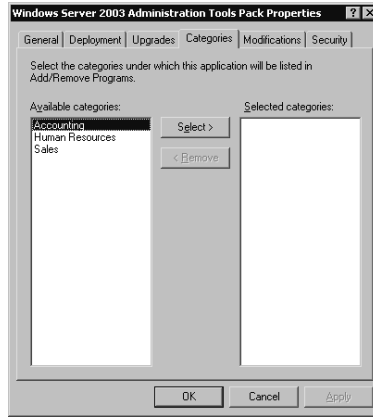 Windows Server 2003 Administration Tools Pack Properties
General Deployment Upgrades Categories Modifications Security
Select the categories under which this application will be listed in
Add/Remove Programs.
Available categories:
Selected categories:
Accounting
Human Resources
Sales
Select >
< Remove
OK Cancel Apply